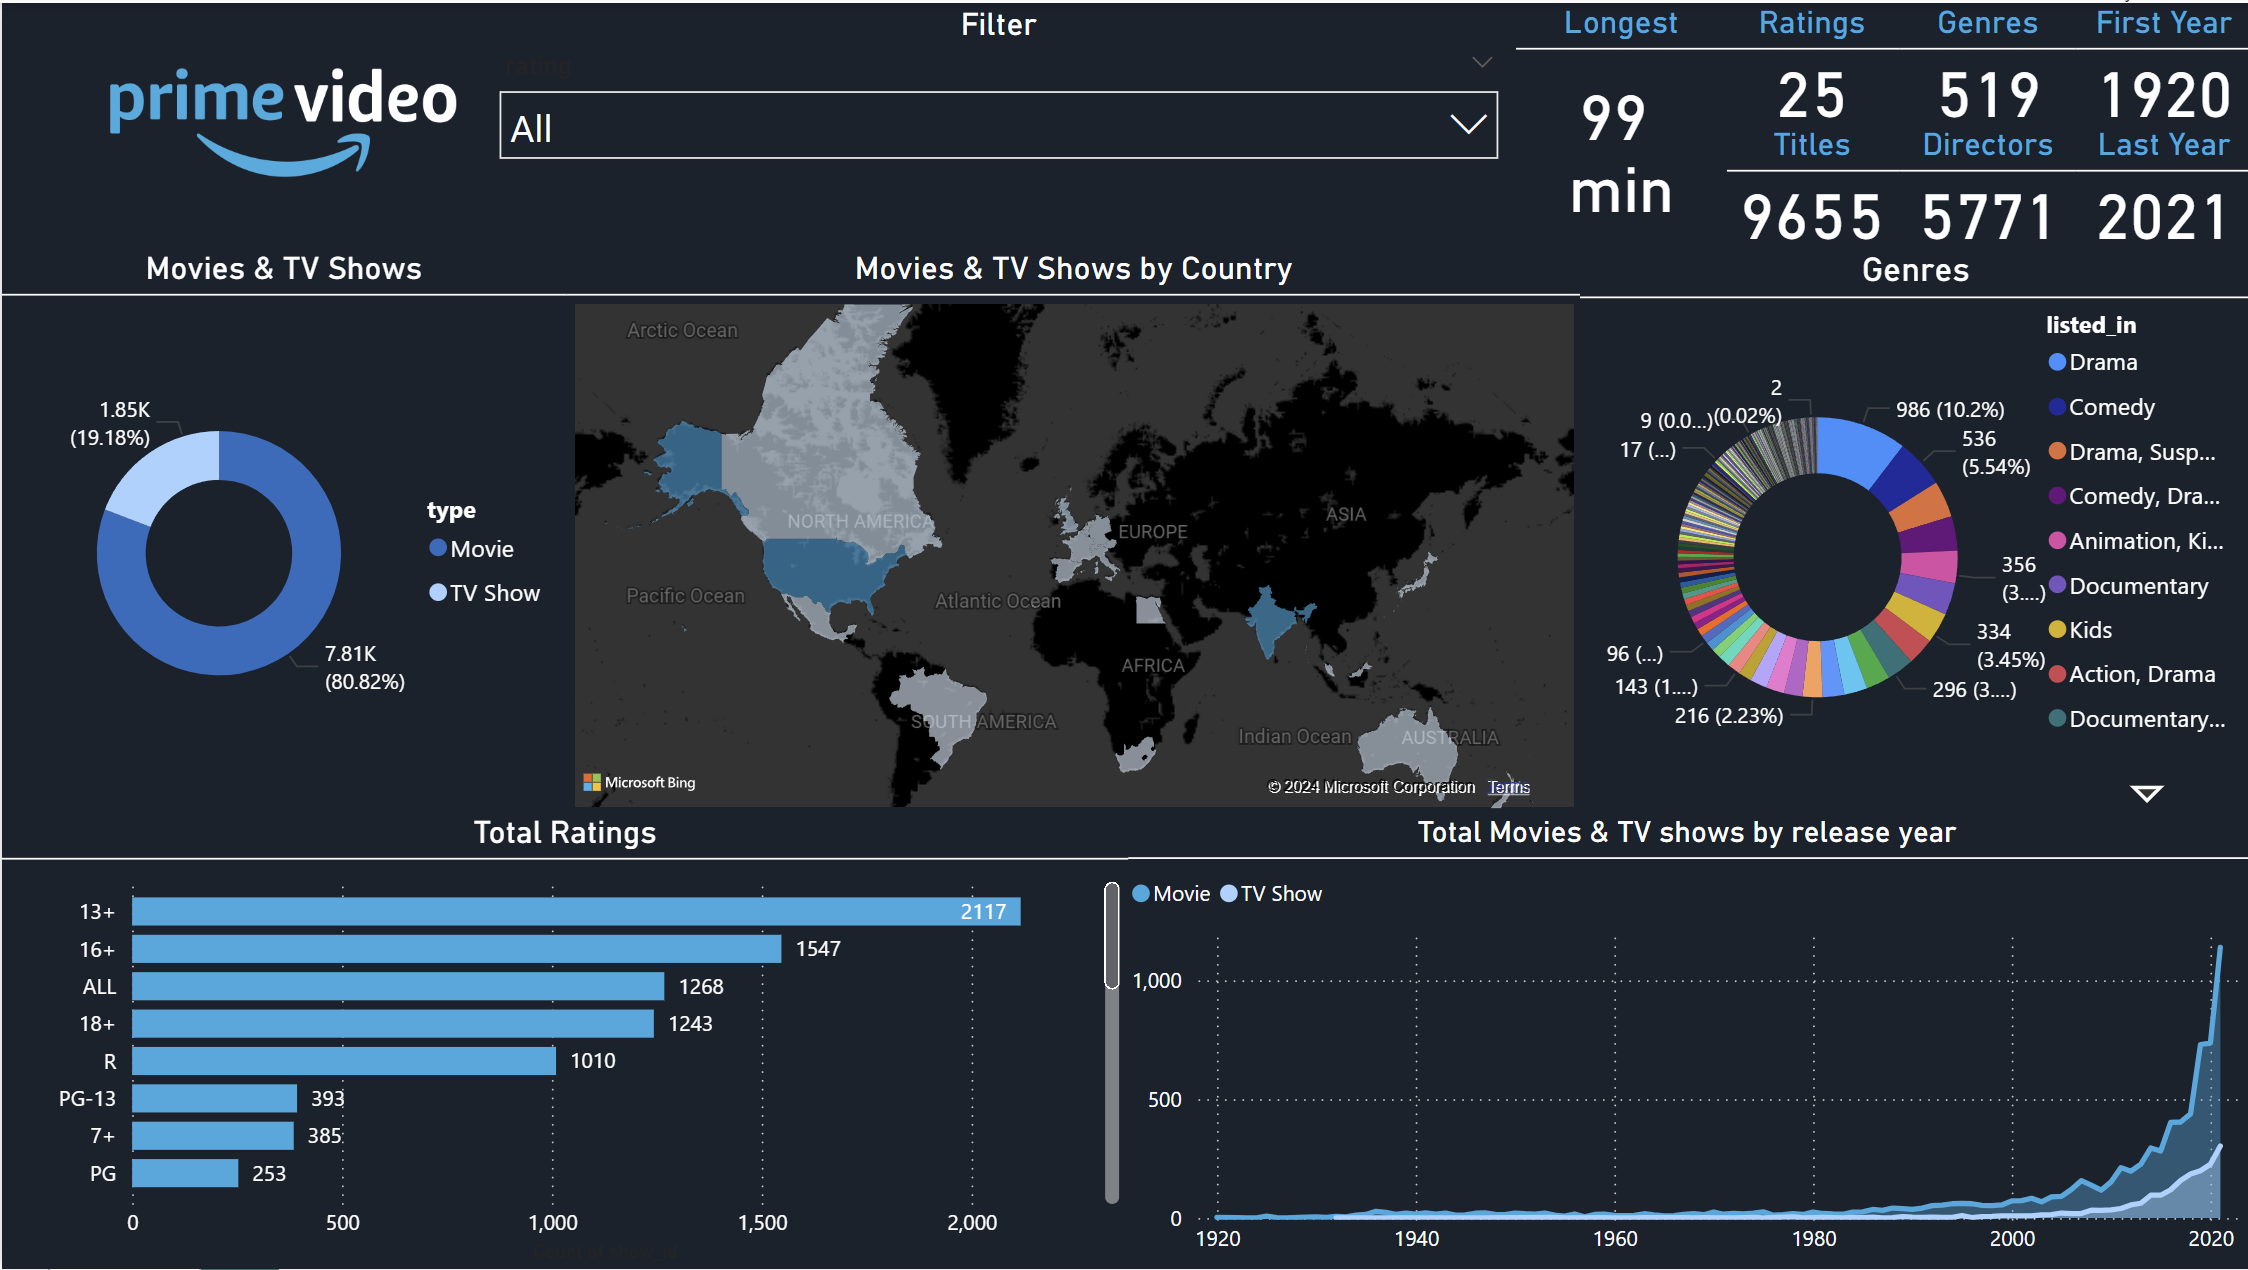 Filter
Longest
Ratings
Genres
First Year
rating
prime video
All
99
min
25
519
1920
Titles
Directors
Last Year
9655
5771
2021
Movies & TV Shows
Movies & TV Shows by Country
Genres
1.85K
(19.18%)
7.81K
(80.82%)
type
Movie
TV Show
Arctic Ocean
NORTH AMERICA
EUROPE
ASIA
Pacific Ocean
Atlantic Ocean
AFRICA
SOUTH AMERICA
Indian Ocean
AUSTRALIA
Microsoft Bing
© 2024 Microsoft Corporation
Terms
2
(0.02%)
9 (0.0...)
17 (...)
986 (10.2%)
536
(5.54%)
356
(3....)
334
(3.45%)
296 (3....)
216 (2.23%)
143 (1....)
96 (...)
listed_in
Drama
Comedy
Drama, Susp...
Comedy, Dra...
Animation, Ki...
Documentary
Kids
Action, Drama
Documentary...
Total Ratings
13+ 2117
16+ 1547
ALL 1268
18+ 1243
R 1010
PG-13 393
7+ 385
PG 253
0 500 1,000 1,500 2,000
Total Movies & TV shows by release year
Movie TV Show
1,000
500
0
1920 1940 1960 1980 2000 2020